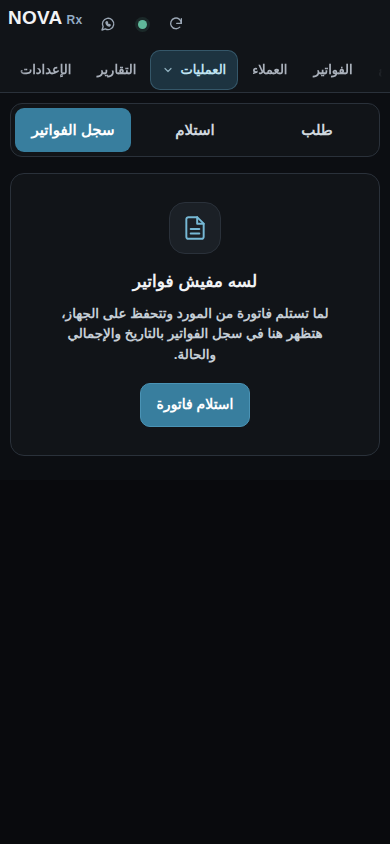 NOVA Rx
الفواتير
العملاء
العمليات
التقارير
الإعدادات
طلب
استلام
سجل الفواتير
لسه مفيش فواتير
لما تستلم فاتورة من المورد وتتحفظ على الجهاز،
هتظهر هنا في سجل الفواتير بالتاريخ والإجمالي
والحالة.
استلام فاتورة